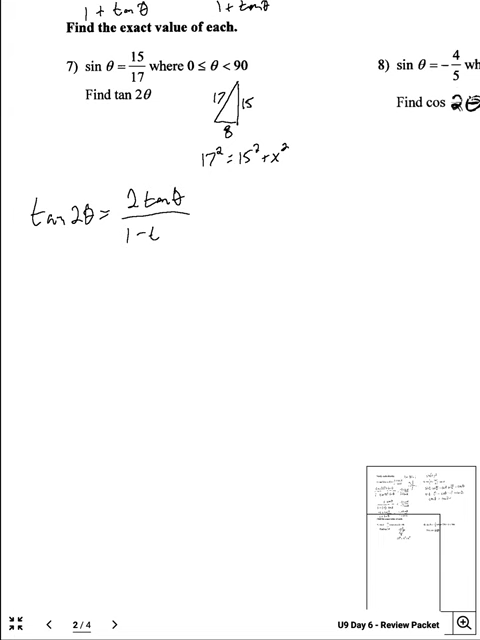 1 + tan θ 1 + tan θ
Find the exact value of each.
7) sin θ = 15/17 where 0 ≤ θ < 90
Find tan 2θ
17 15
8
17² = 15² + x²
8) sin θ = -4/5 wh
Find cos 2θ
tan 2θ = 2 tan θ / 1 - t
2 / 4
U9 Day 6 - Review Packet